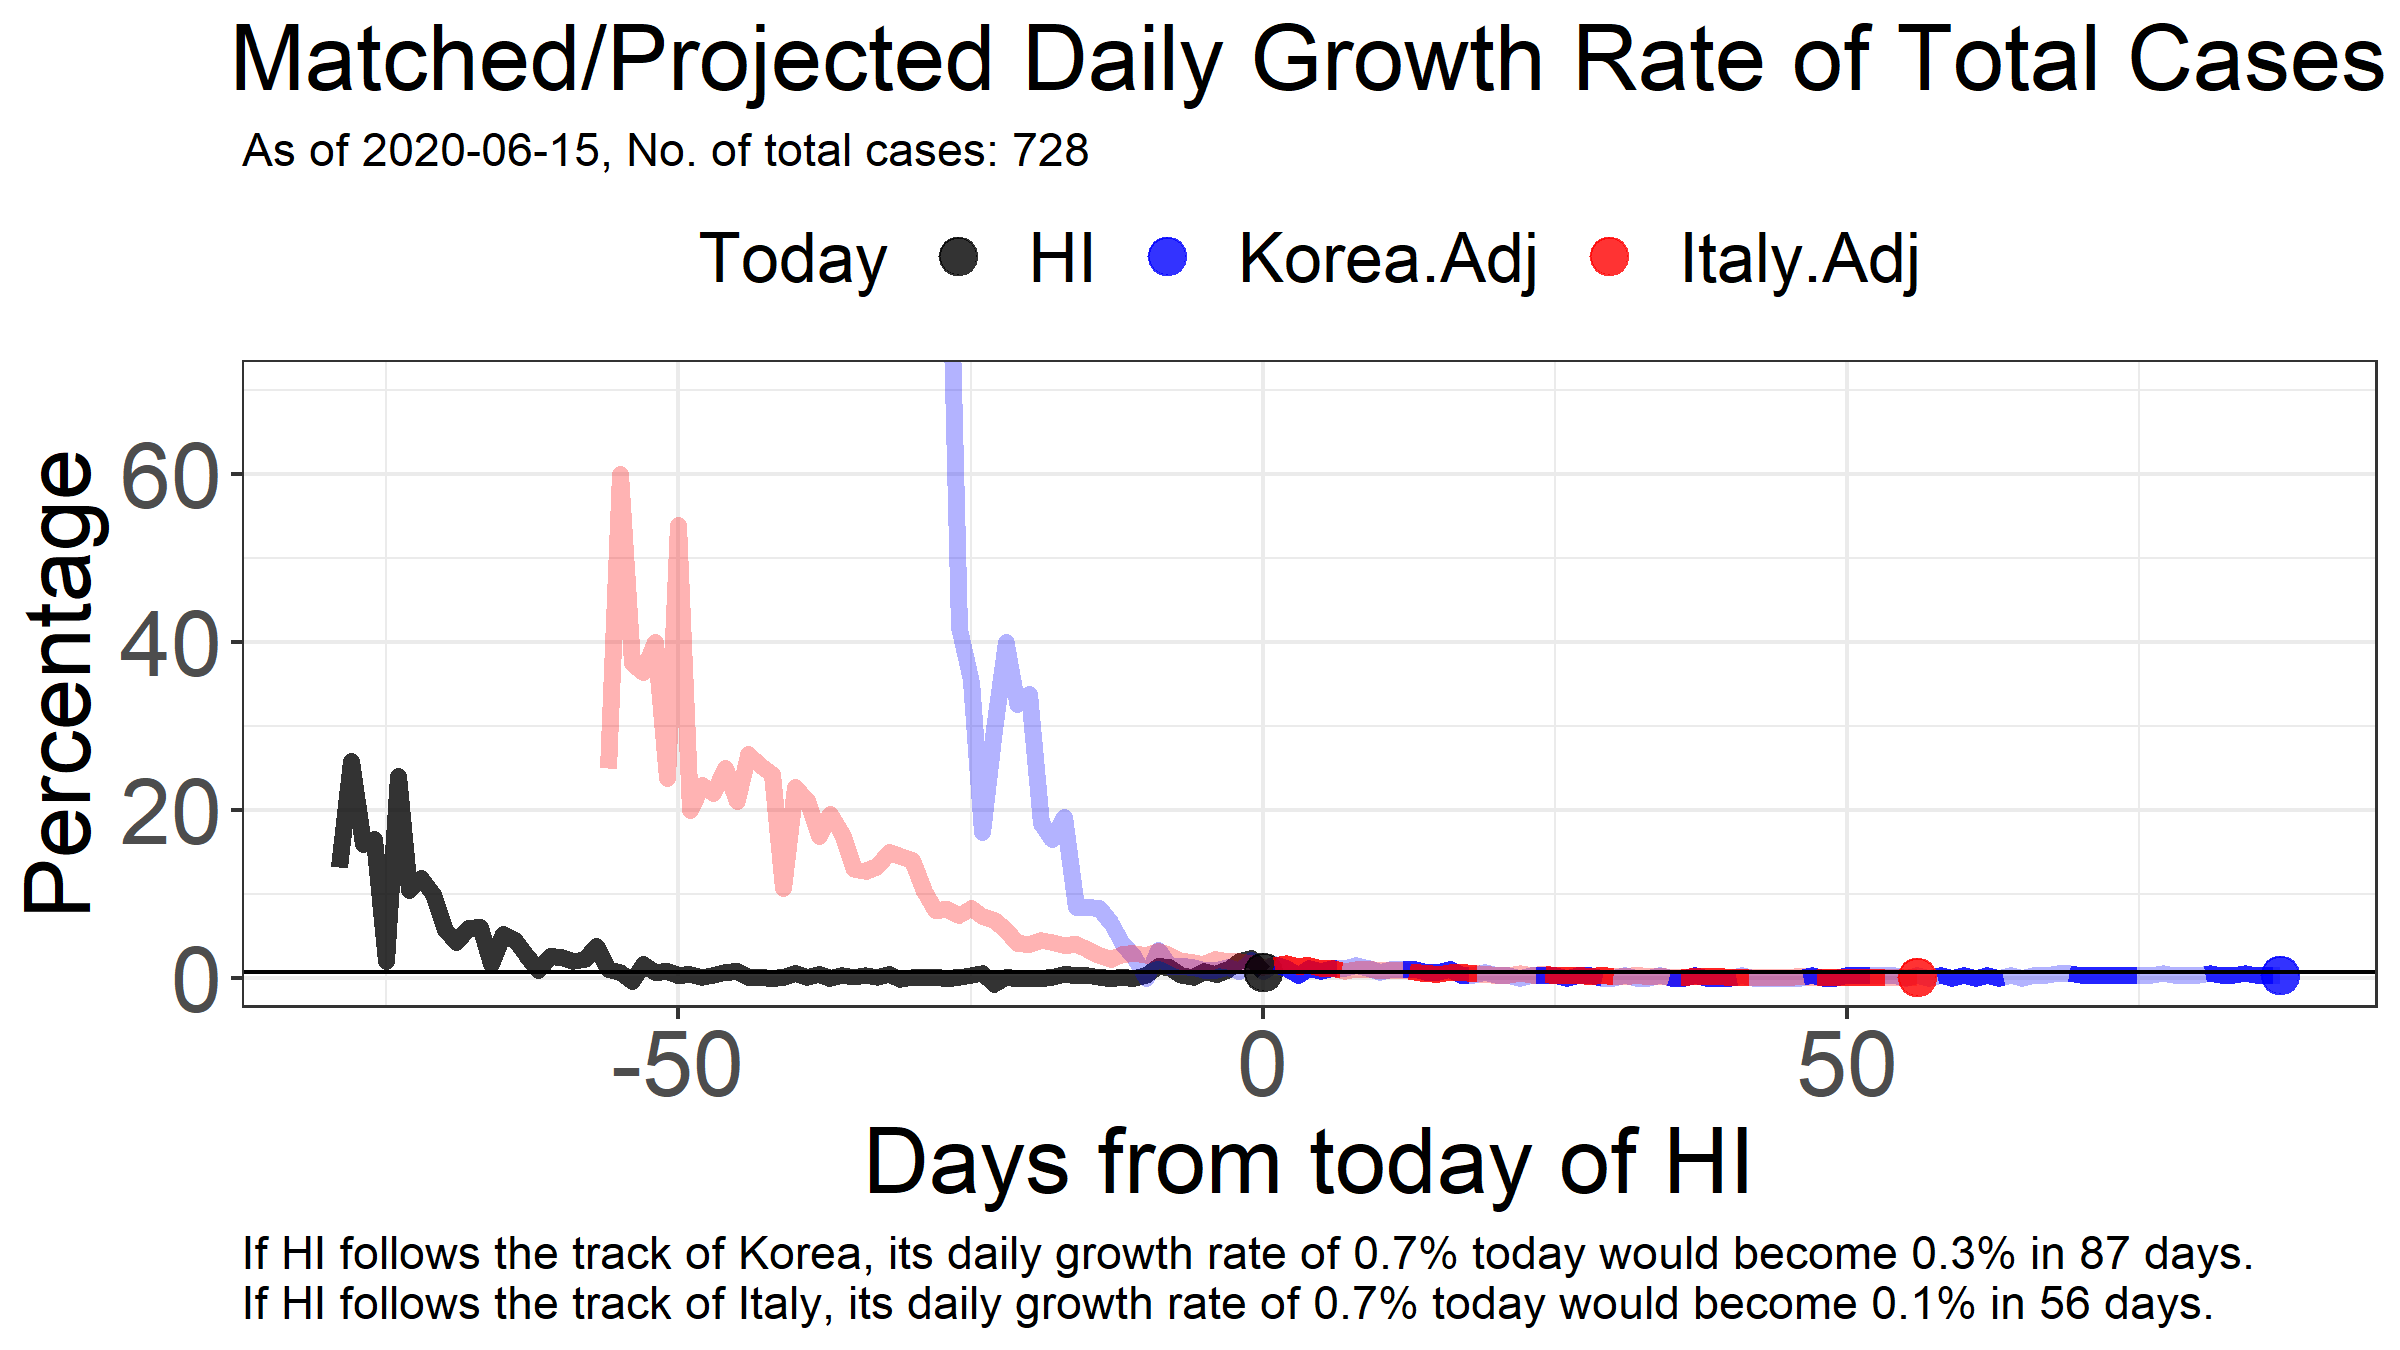 Matched/Projected Daily Growth Rate of Total Cases
As of 2020-06-15, No. of total cases: 728
Today HI Korea.Adj Italy.Adj
Percentage
60
40
20
0
-50 0 50
Days from today of HI
If HI follows the track of Korea, its daily growth rate of 0.7% today would become 0.3% in 87 days.
If HI follows the track of Italy, its daily growth rate of 0.7% today would become 0.1% in 56 days.